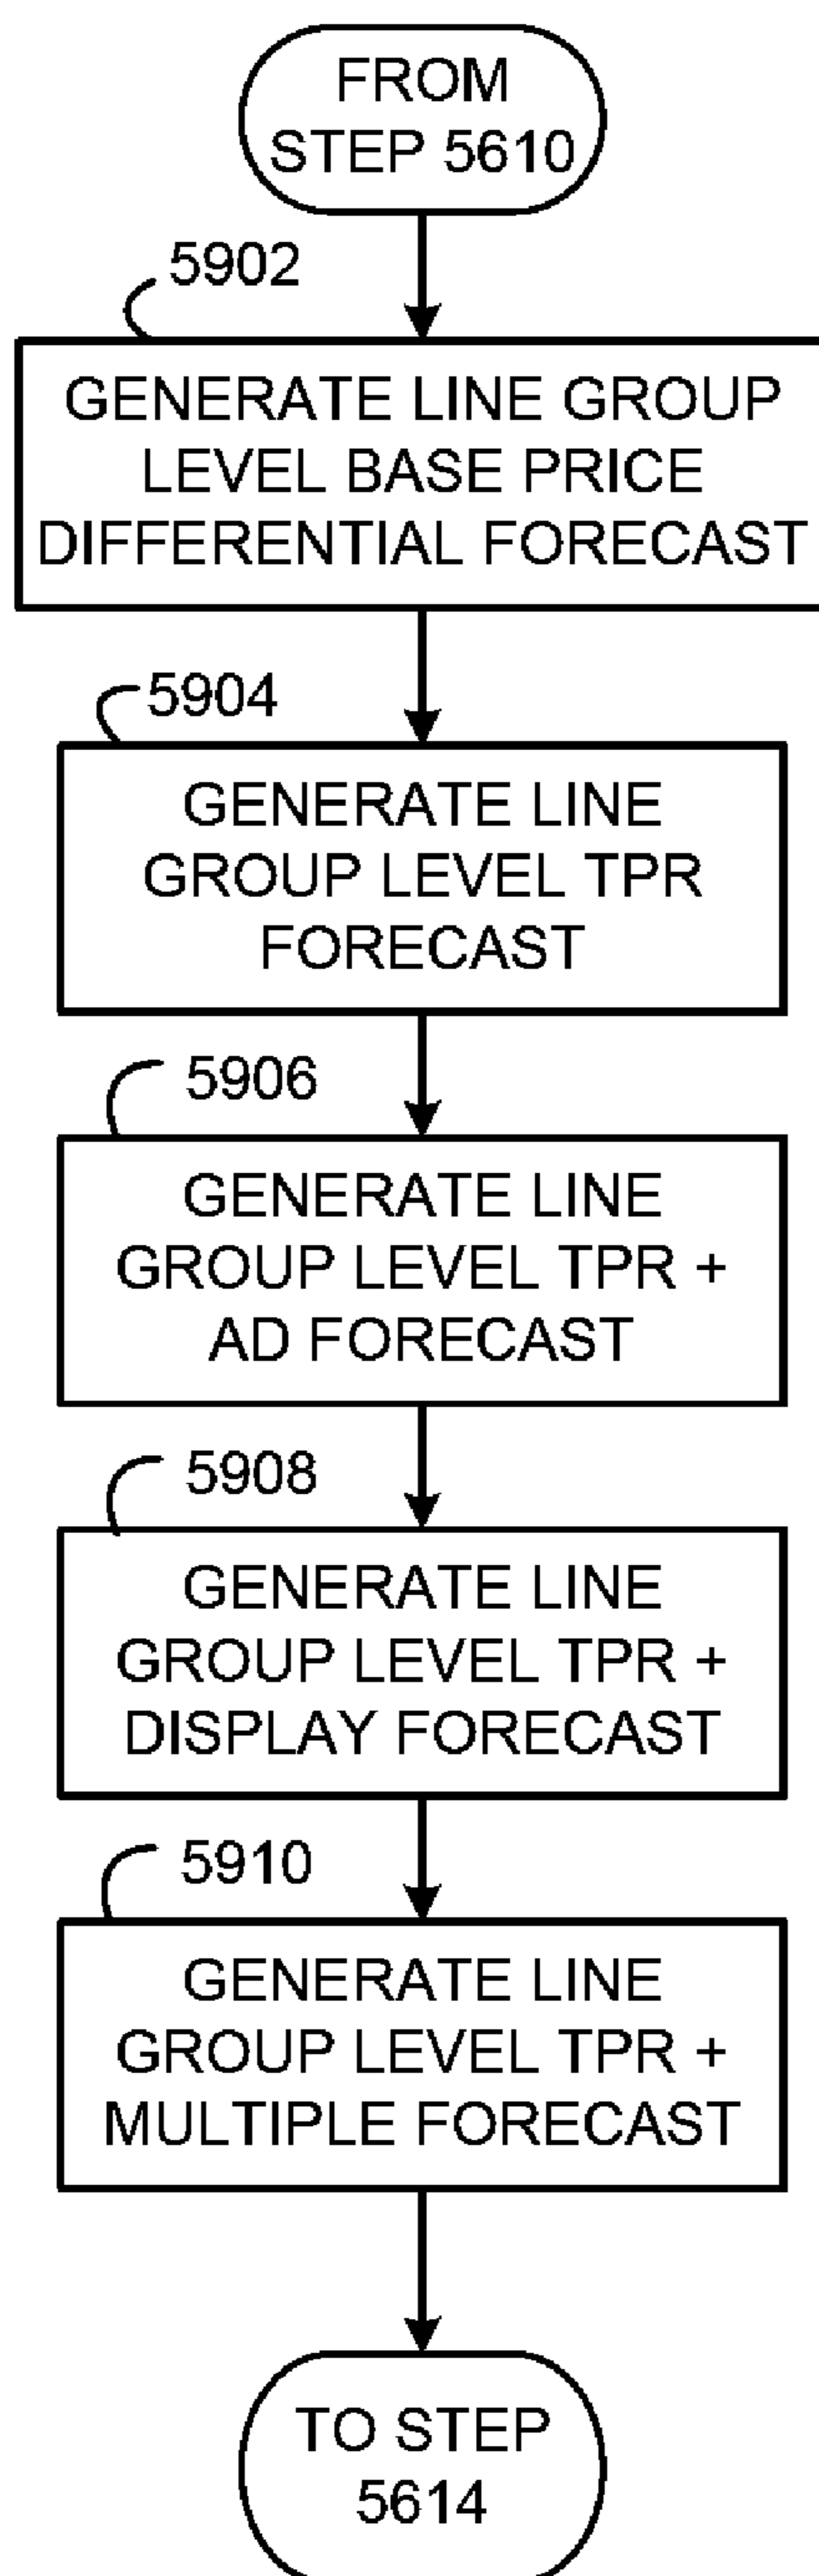 FROM
STEP 5610
5902
GENERATE LINE GROUP
LEVEL BASE PRICE
DIFFERENTIAL FORECAST
5904
GENERATE LINE
GROUP LEVEL TPR
FORECAST
5906
GENERATE LINE
GROUP LEVEL TPR +
AD FORECAST
5908
GENERATE LINE
GROUP LEVEL TPR +
DISPLAY FORECAST
5910
GENERATE LINE
GROUP LEVEL TPR +
MULTIPLE FORECAST
TO STEP
5614